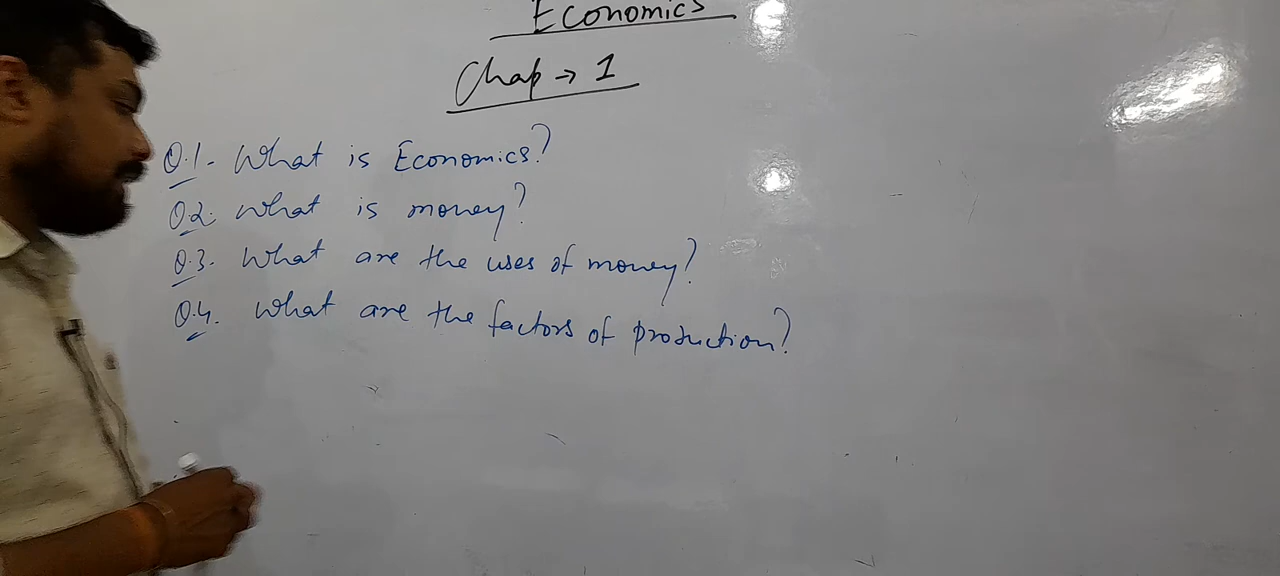 Economics
Chap → 1
Q.1. What is Economics?
Q.2. What is money?
Q.3. What are the uses of money?
Q.4. What are the factors of production?